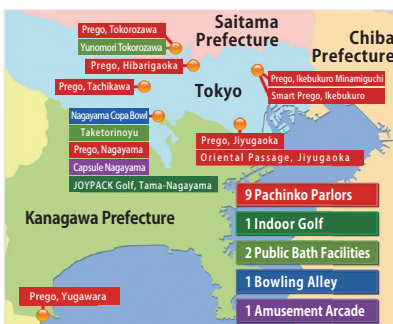 Saitama
Prefecture
Chiba
Prefecture
Prego, Tokorozawa
Yunomori Tokorozawa
Prego, Hibarigaoka
Prego, Tachikawa
Tokyo
Prego, Ikebukuro Minamiguchi
Smart Prego, Ikebukuro
Nagayama Copa Bowl
Taketorinoyu
Prego, Nagayama
Capsule Nagayama
JOYPACK Golf, Tama-Nagayama
Prego, Jiyugaoka
Oriental Passage, Jiyugaoka
Kanagawa Prefecture
Prego, Yugawara
9 Pachinko Parlors
1 Indoor Golf
2 Public Bath Facilities
1 Bowling Alley
1 Amusement Arcade